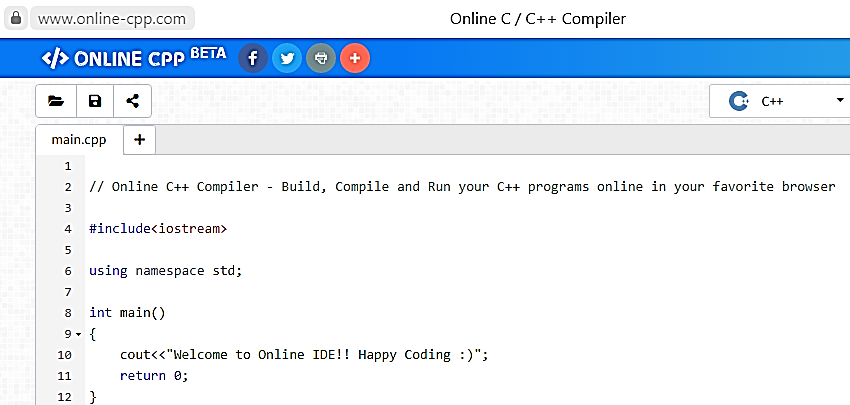 www.online-cpp.com
Online C / C++ Compiler
</> ONLINE CPP BETA
C++
main.cpp
1
2 // Online C++ Compiler - Build, Compile and Run your C++ programs online in your favorite browser
3
4 #include<iostream>
5
6 using namespace std;
7
8 int main()
9 {
10 cout<<"Welcome to Online IDE!! Happy Coding :)";
11 return 0;
12 }